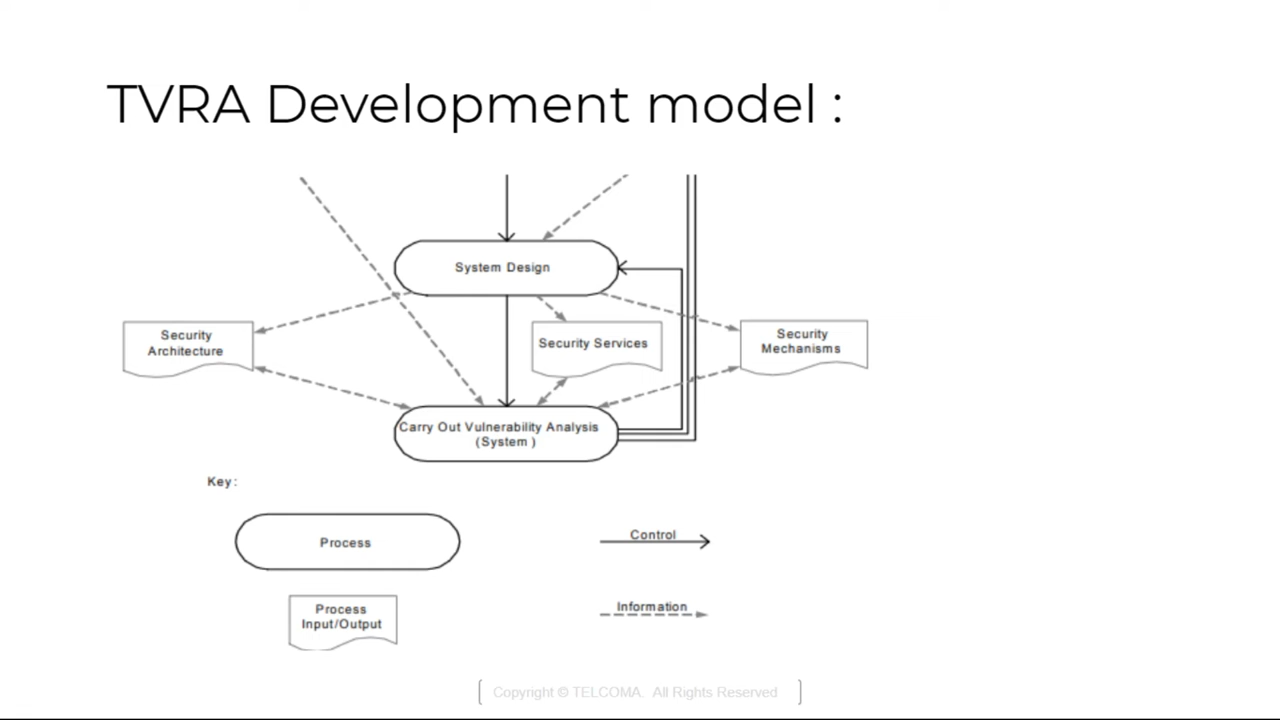 TVRA Development model :
System Design
Security
Architecture
Security Services
Security
Mechanisms
Carry Out Vulnerability Analysis
(System )
Key:
Process
Control
Process
Input/Output
Information
Copyright © TELCOMA. All Rights Reserved